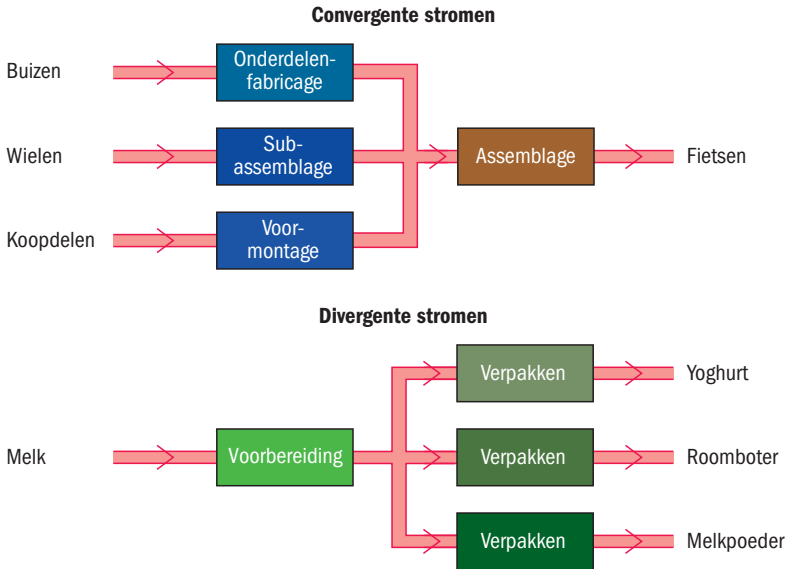 Convergente stromen
Buizen
Onderdelen-
fabricage
Wielen
Sub-
assemblage
Assemblage
Fietsen
Koopdelen
Voor-
montage
Divergente stromen
Verpakken
Yoghurt
Melk
Voorbereiding
Verpakken
Roomboter
Verpakken
Melkpoeder